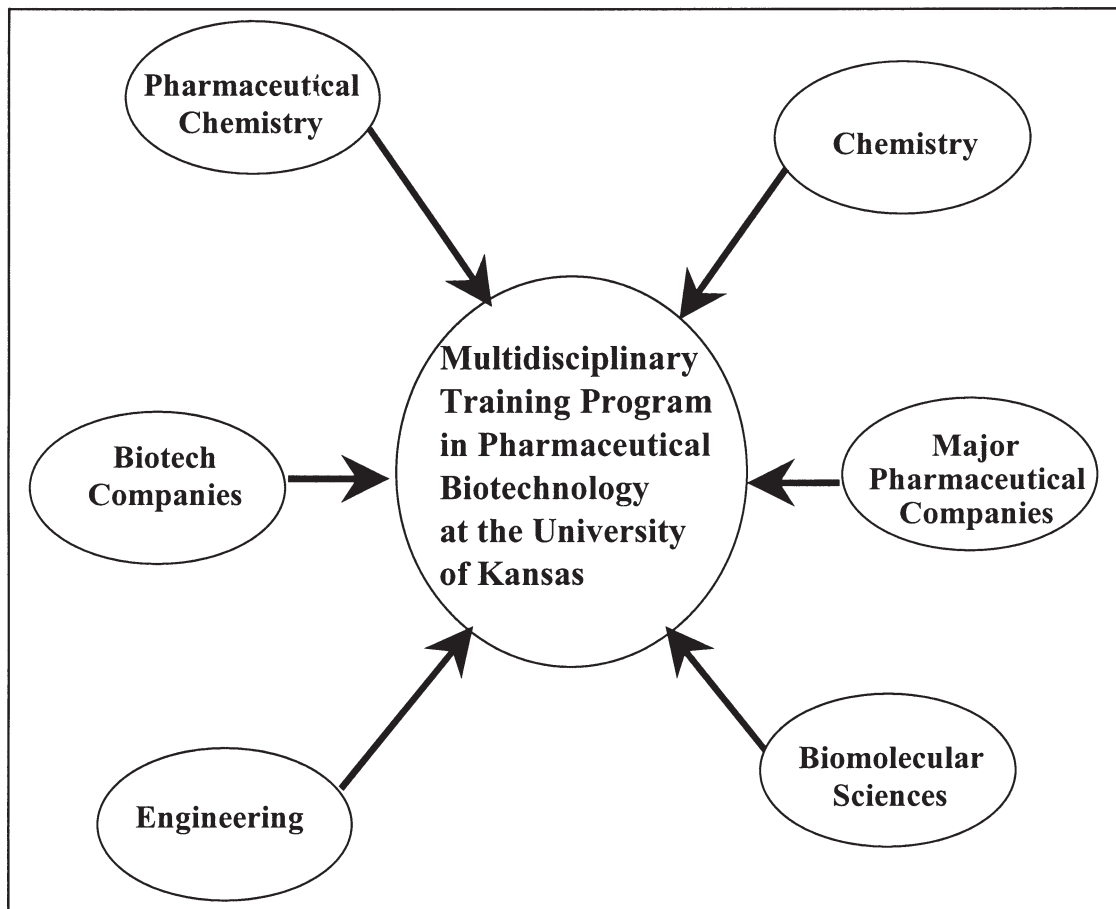 Pharmaceutical
Chemistry
Chemistry
Multidisciplinary
Training Program
in Pharmaceutical
Biotechnology
at the University
of Kansas
Biotech
Companies
Major
Pharmaceutical
Companies
Engineering
Biomolecular
Sciences